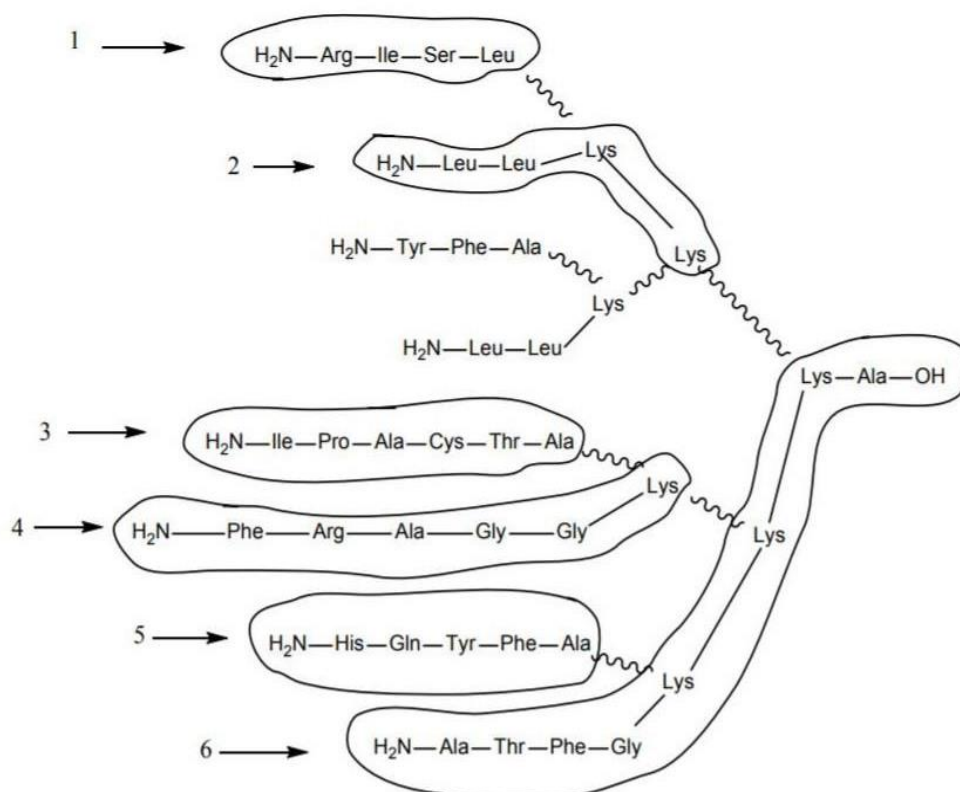 1
H₂N—Arg—Ile—Ser—Leu
2
H₂N—Leu—Leu
Lys
H₂N—Tyr—Phe—Ala
Lys
Lys
H₂N—Leu—Leu
Lys—Ala—OH
3
H₂N—Ile—Pro—Ala—Cys—Thr—Ala
Lys
4
H₂N—Phe—Arg—Ala—Gly—Gly
Lys
5
H₂N—His—Gln—Tyr—Phe—Ala
Lys
6
H₂N—Ala—Thr—Phe—Gly